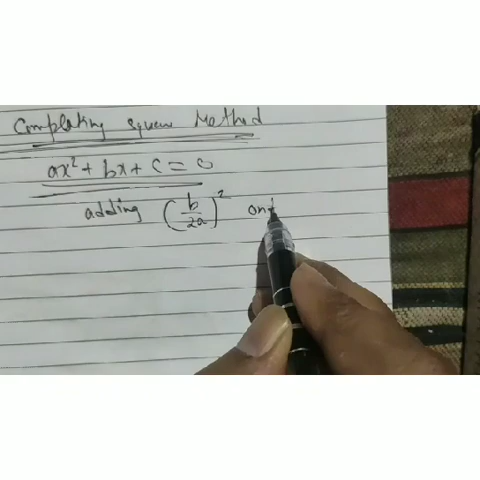 Completing square Method
ax² + bx + c = 0
adding (b/2a)² on